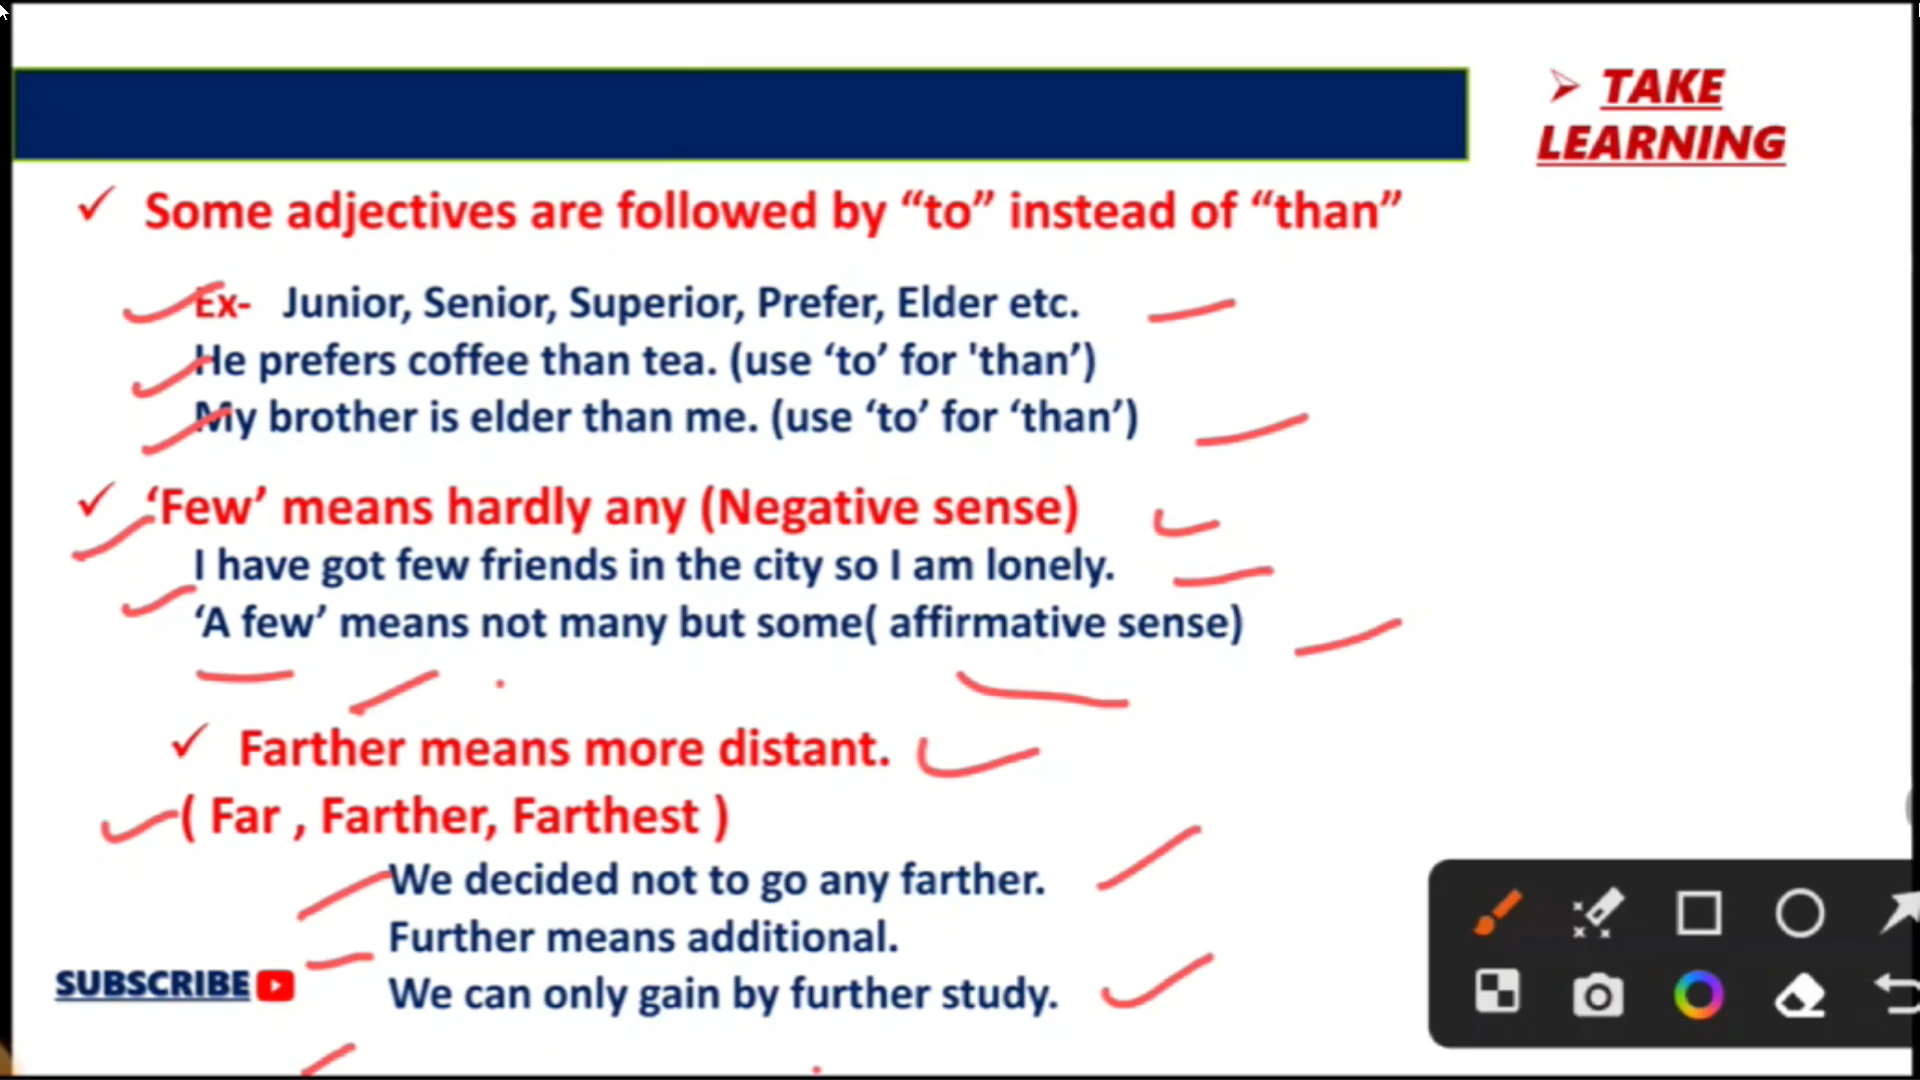 TAKE
LEARNING
Some adjectives are followed by “to” instead of “than”
Ex- Junior, Senior, Superior, Prefer, Elder etc.
He prefers coffee than tea. (use ‘to’ for 'than’)
My brother is elder than me. (use ‘to’ for ‘than’)
‘Few’ means hardly any (Negative sense)
I have got few friends in the city so I am lonely.
‘A few’ means not many but some( affirmative sense)
Farther means more distant.
( Far , Farther, Farthest )
We decided not to go any farther.
Further means additional.
We can only gain by further study.
SUBSCRIBE